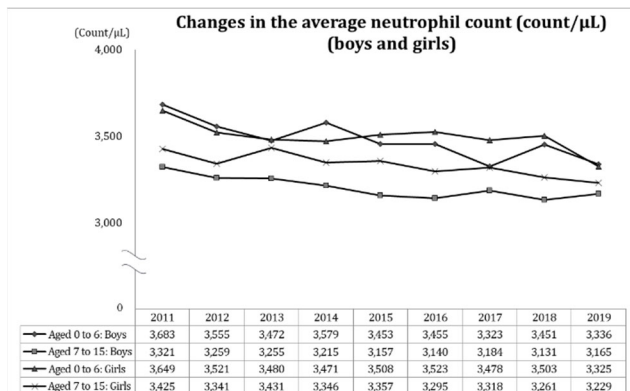 Changes in the average neutrophil count (count/μL)
(boys and girls)
(Count/μL)
4,000
3,500
3,000
0
2011 2012 2013 2014 2015 2016 2017 2018 2019
Aged 0 to 6: Boys 3,683 3,555 3,472 3,579 3,453 3,455 3,323 3,451 3,336
Aged 7 to 15: Boys 3,321 3,259 3,255 3,215 3,157 3,140 3,184 3,131 3,165
Aged 0 to 6: Girls 3,649 3,521 3,480 3,471 3,508 3,523 3,478 3,503 3,325
Aged 7 to 15: Girls 3,425 3,341 3,431 3,346 3,357 3,295 3,318 3,261 3,229